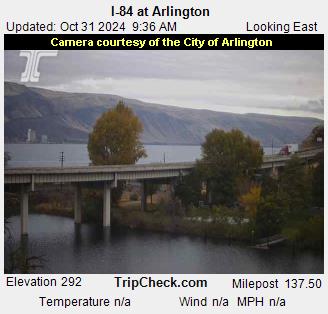 I-84 at Arlington
Updated: Oct 31 2024 9:36 AM Looking East
Camera courtesy of the City of Arlington
Elevation 292 TripCheck.com Milepost 137.50
Temperature n/a Wind n/a MPH n/a